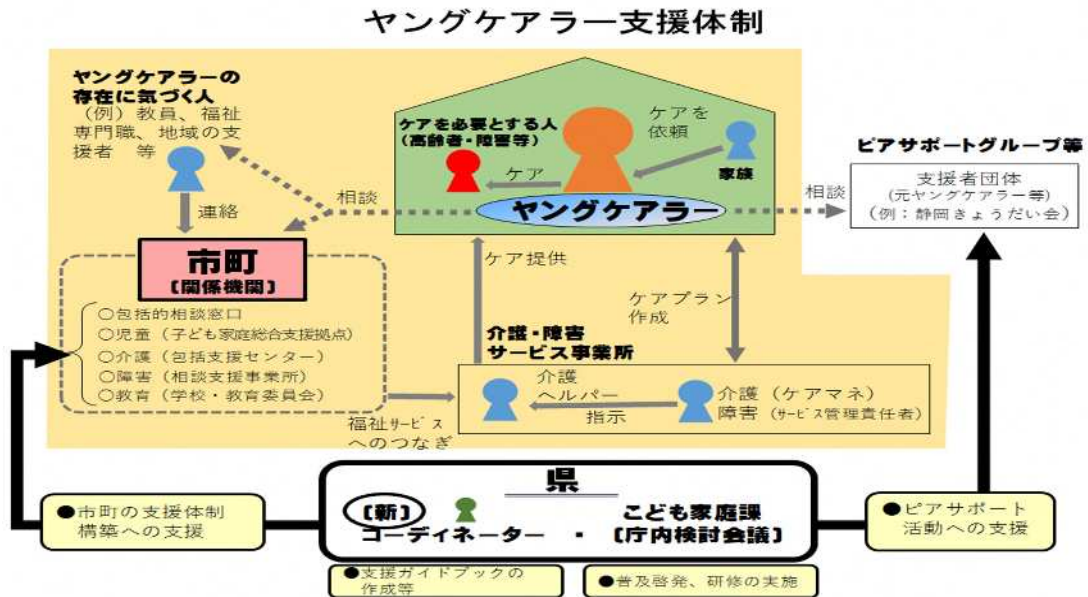 ヤングケアラー支援体制
ヤングケアラーの
存在に気づく人
（例）教員、福祉
専門職、地域の支
援者　等
連絡
相談
市町
〔関係機関〕
○包括的相談窓口
○児童（子ども家庭総合支援拠点）
○介護（包括支援センター）
○障害（相談支援事業所）
○教育（学校・教育委員会）
ケアを必要とする人
（高齢者・障害等）
ケア
ケアを
依頼
家族
ヤングケアラー
相談
ピアサポートグループ等
支援者団体
(元ヤングケアラー等)
（例：静岡きょうだい会）
ケア提供
ケアプラン
作成
介護・障害
サービス事業所
介護
ヘルパー
指示
介護（ケアマネ）
障害（サービス管理責任者）
福祉サービス
へのつなぎ
県
〔新〕
コーディネーター　・　こども家庭課
〔庁内検討会議〕
●市町の支援体制
構築への支援
●ピアサポート
活動への支援
●支援ガイドブックの
作成等
●普及啓発、研修の実施